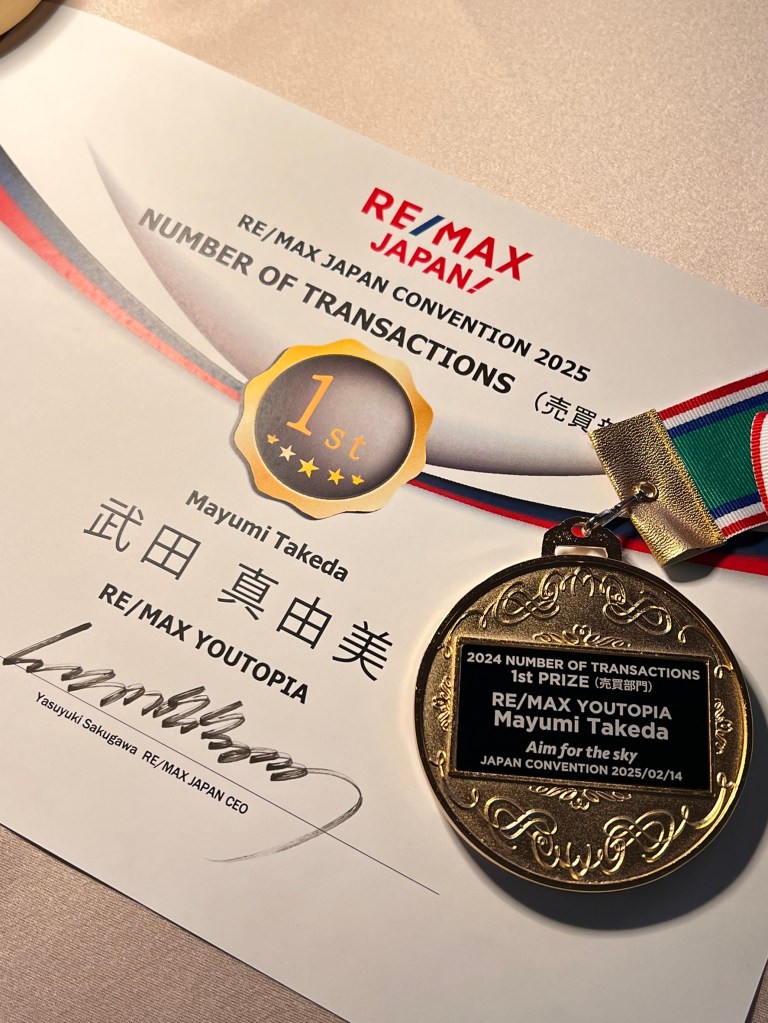 RE/MAX
JAPAN!
RE/MAX JAPAN CONVENTION 2025
NUMBER OF TRANSACTIONS (売買
1st
Mayumi Takeda
武田 真由美
RE/MAX YOUTOPIA
Yasuyuki Sakugawa RE/MAX JAPAN CEO
2024 NUMBER OF TRANSACTIONS
1st PRIZE (売買部門)
RE/MAX YOUTOPIA
Mayumi Takeda
Aim for the sky
JAPAN CONVENTION 2025/02/14